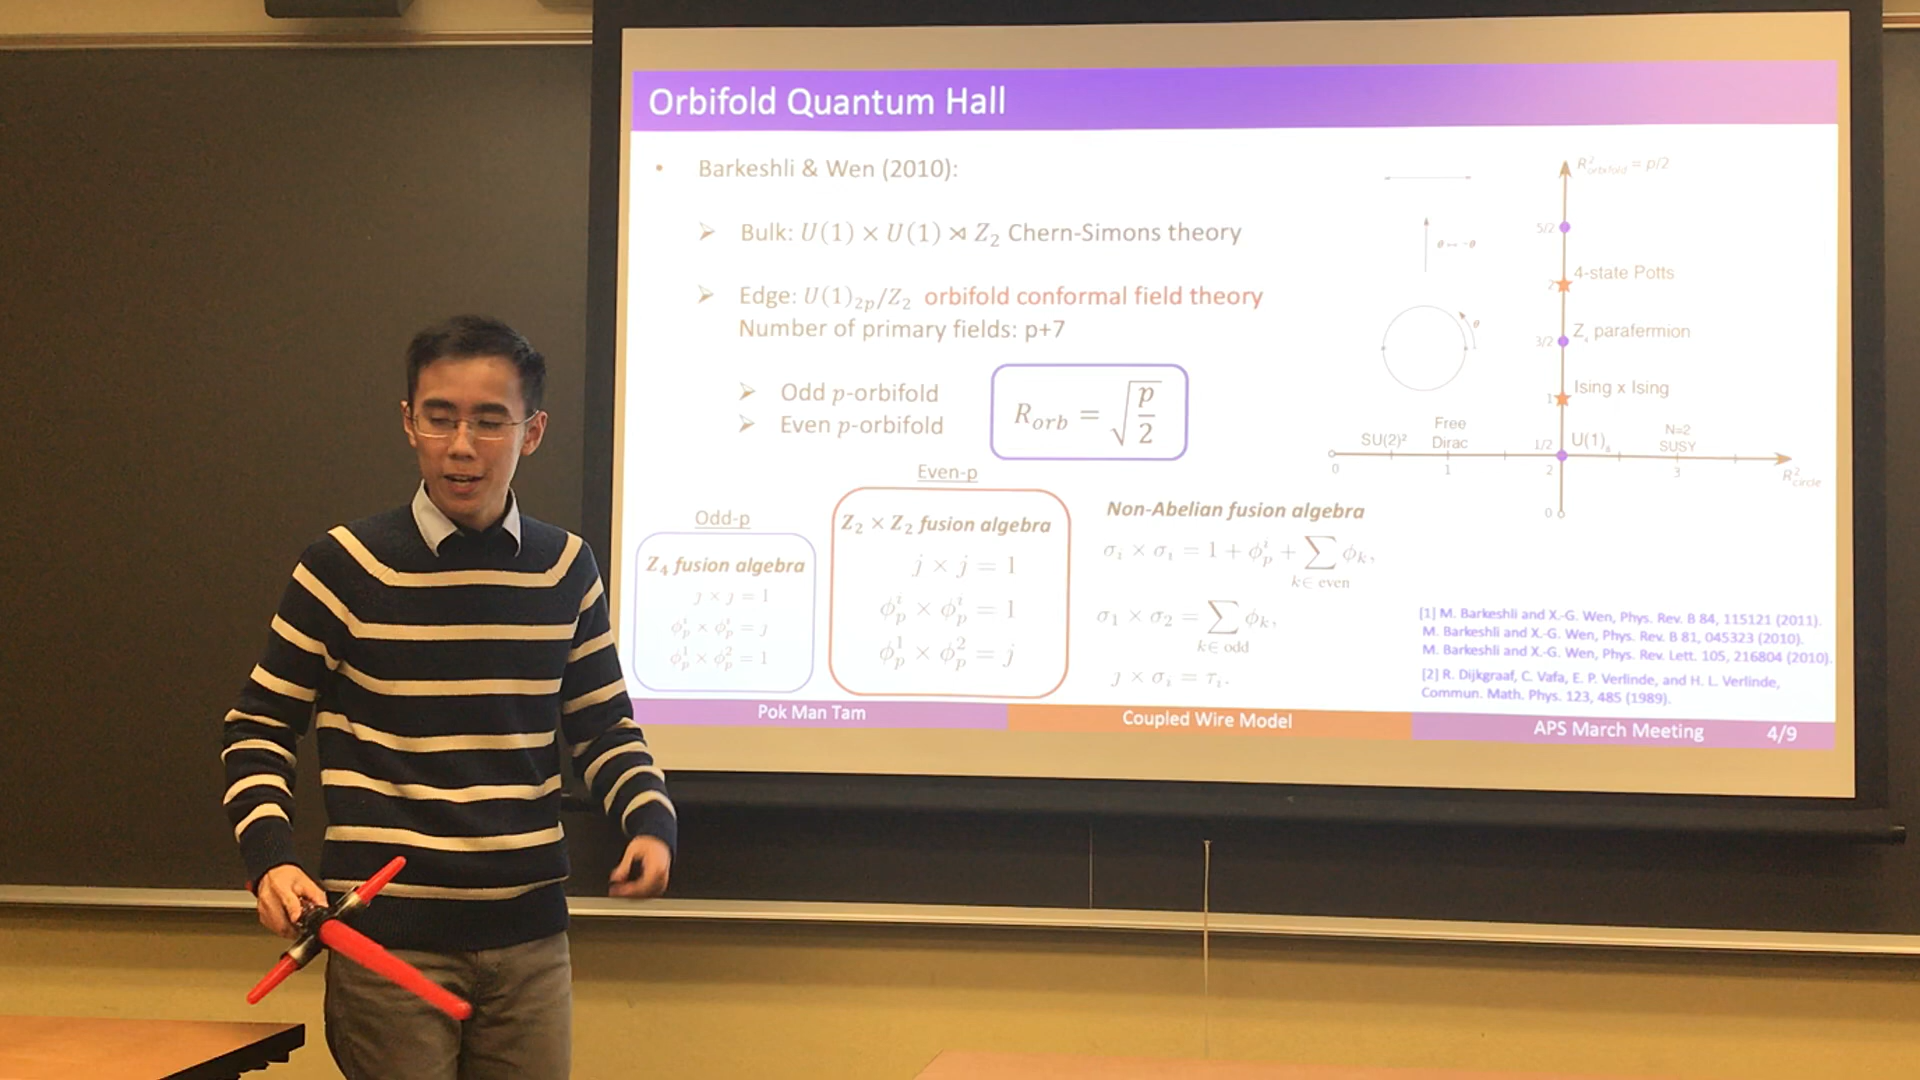 Orbifold Quantum Hall
• Barkeshli & Wen (2010):
➢ Bulk: U(1) × U(1) ⋊ Z₂ Chern-Simons theory
➢ Edge: U(1)₂ₚ/Z₂ orbifold conformal field theory
Number of primary fields: p+7
➢ Odd p-orbifold
➢ Even p-orbifold
R_orb = √(p/2)
Odd-p
Z₄ fusion algebra
j × j = 1
ϕ_p^i × ϕ_p^i = j
ϕ_p^1 × ϕ_p^2 = 1
Even-p
Z₂ × Z₂ fusion algebra
j × j = 1
ϕ_p^i × ϕ_p^i = 1
ϕ_p^1 × ϕ_p^2 = j
Non-Abelian fusion algebra
σ_i × σ_i = 1 + ϕ_p^i + ∑ ϕ_k,
k∈ even
σ₁ × σ₂ = ∑ ϕ_k,
k∈ odd
j × σ_i = τ_i.
θ ↔ -θ
θ
R²_orbifold = p/2
5/2
2 4-state Potts
3/2 Z₄ parafermion
1 Ising x Ising
1/2 U(1)₈
SU(2)²
Free
Dirac
N=2
SUSY
0 1 2 3
R²_circle
0
[1] M. Barkeshli and X.-G. Wen, Phys. Rev. B 84, 115121 (2011).
M. Barkeshli and X.-G. Wen, Phys. Rev. B 81, 045323 (2010).
M. Barkeshli and X.-G. Wen, Phys. Rev. Lett. 105, 216804 (2010).
[2] R. Dijkgraaf, C. Vafa, E. P. Verlinde, and H. L. Verlinde,
Commun. Math. Phys. 123, 485 (1989).
Pok Man Tam
Coupled Wire Model
APS March Meeting 4/9